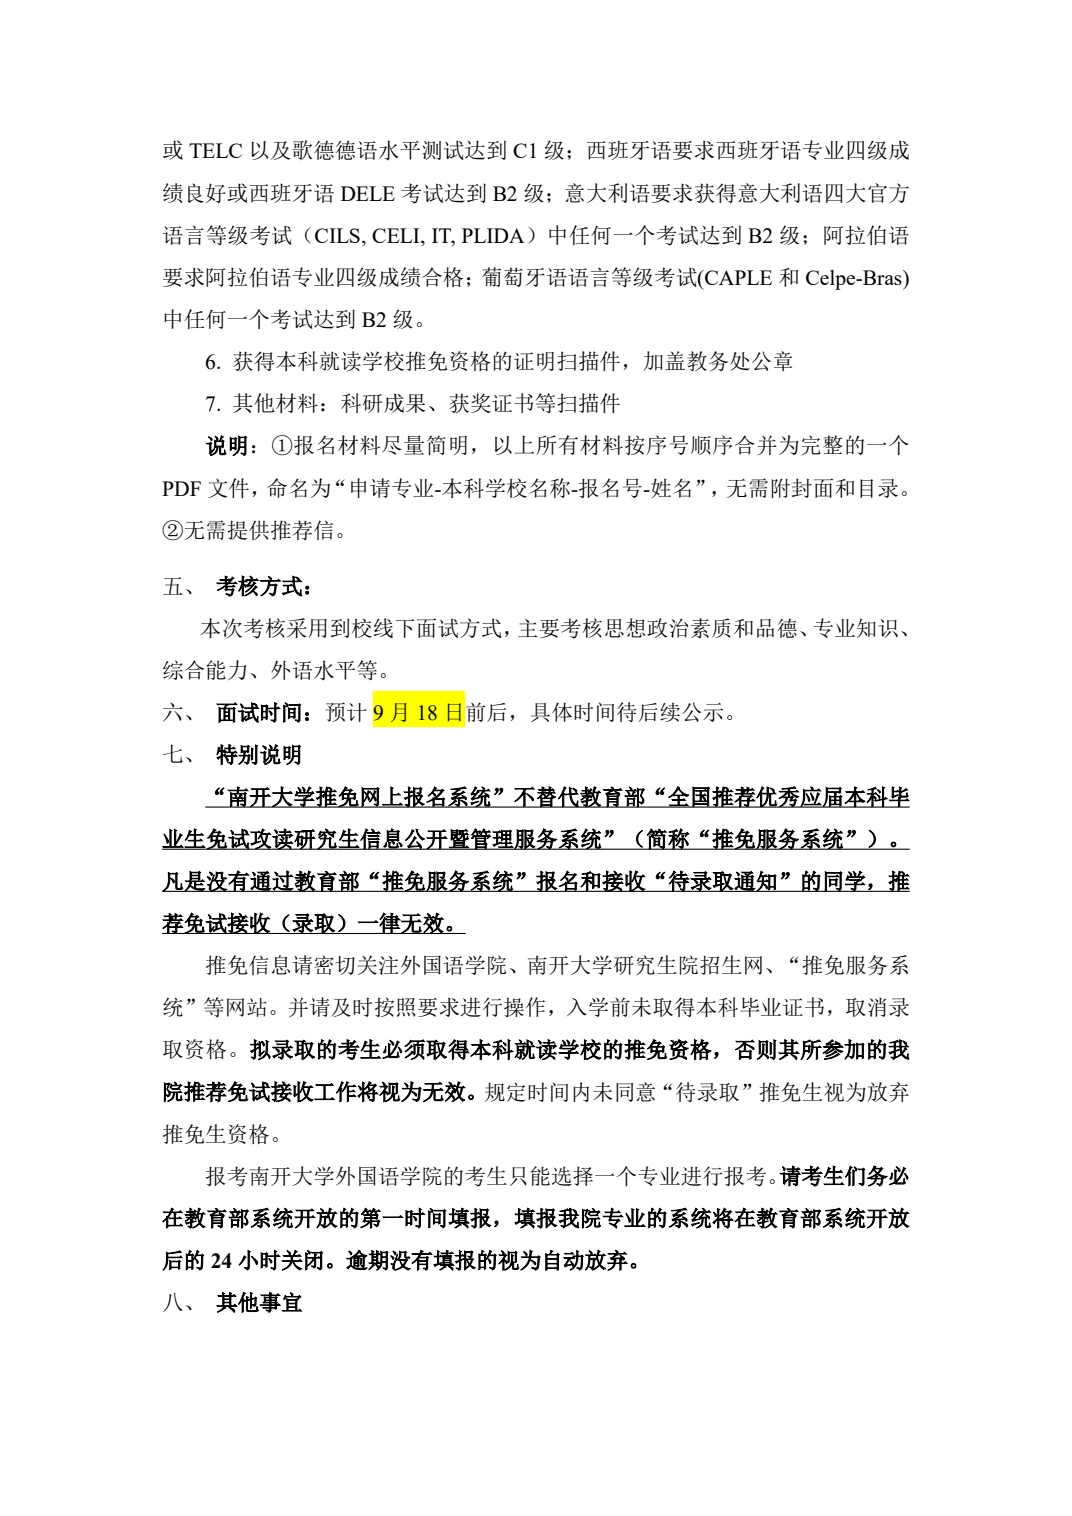 或 TELC 以及歌德德语水平测试达到 C1 级；西班牙语要求西班牙语专业四级成
绩良好或西班牙语 DELE 考试达到 B2 级；意大利语要求获得意大利语四大官方
语言等级考试（CILS, CELI, IT, PLIDA）中任何一个考试达到 B2 级；阿拉伯语
要求阿拉伯语专业四级成绩合格；葡萄牙语语言等级考试(CAPLE 和 Celpe-Bras)
中任何一个考试达到 B2 级。
6. 获得本科就读学校推免资格的证明扫描件，加盖教务处公章
7. 其他材料：科研成果、获奖证书等扫描件
说明：①报名材料尽量简明，以上所有材料按序号顺序合并为完整的一个
PDF 文件，命名为“申请专业-本科学校名称-报名号-姓名”，无需附封面和目录。
②无需提供推荐信。
五、 考核方式：
本次考核采用到校线下面试方式，主要考核思想政治素质和品德、专业知识、
综合能力、外语水平等。
六、 面试时间：预计 9 月 18 日前后，具体时间待后续公示。
七、 特别说明
“南开大学推免网上报名系统”不替代教育部“全国推荐优秀应届本科毕
业生免试攻读研究生信息公开暨管理服务系统”（简称“推免服务系统”）。
凡是没有通过教育部“推免服务系统”报名和接收“待录取通知”的同学，推
荐免试接收（录取）一律无效。
推免信息请密切关注外国语学院、南开大学研究生院招生网、“推免服务系
统”等网站。并请及时按照要求进行操作，入学前未取得本科毕业证书，取消录
取资格。拟录取的考生必须取得本科就读学校的推免资格，否则其所参加的我
院推荐免试接收工作将视为无效。规定时间内未同意“待录取”推免生视为放弃
推免生资格。
报考南开大学外国语学院的考生只能选择一个专业进行报考。请考生们务必
在教育部系统开放的第一时间填报，填报我院专业的系统将在教育部系统开放
后的 24 小时关闭。逾期没有填报的视为自动放弃。
八、 其他事宜